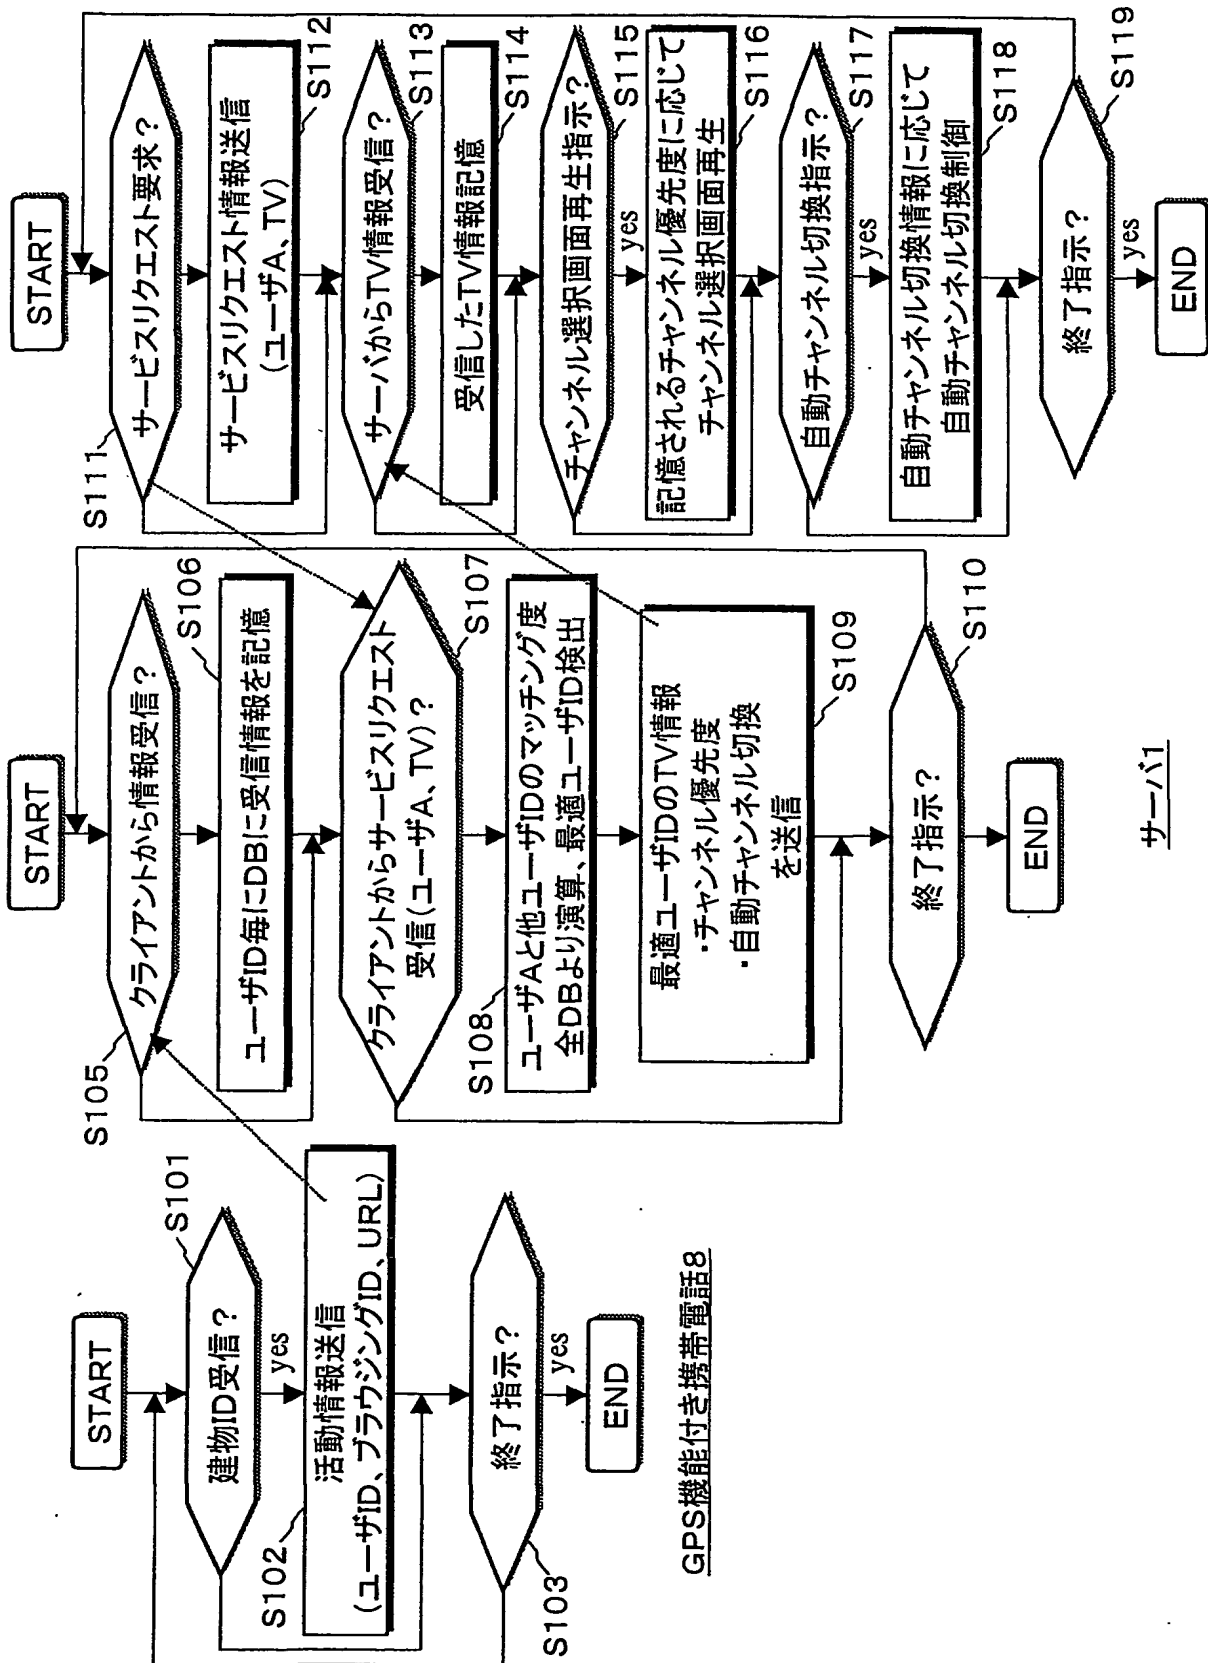 START
S101
建物ID受信？
yes
S102
活動情報送信
(ユーザID、ブラウジングID、URL)
終了指示？
S103
yes
END
GPS機能付き携帯電話8
START
S105
クライアントから情報受信？
S106
ユーザID毎にDBに受信情報を記憶
クライアントからサービスリクエスト
受信(ユーザA、TV)？
S107
S108
ユーザAと他ユーザIDのマッチング度
全DBより演算、最適ユーザID検出
最適ユーザIDのTV情報
・チャンネル優先度
・自動チャンネル切換
を送信
S109
終了指示？
S110
END
サーバ1
START
S111
サービスリクエスト要求？
サービスリクエスト情報送信
(ユーザA、TV)
S112
サーバからTV情報受信？
S113
受信したTV情報記憶
S114
チャンネル選択画面再生指示？
S115
yes
記憶されるチャンネル優先度に応じて
チャンネル選択画面再生
S116
自動チャンネル切換指示？
S117
yes
自動チャンネル切換情報に応じて
自動チャンネル切換制御
S118
終了指示？
S119
yes
END